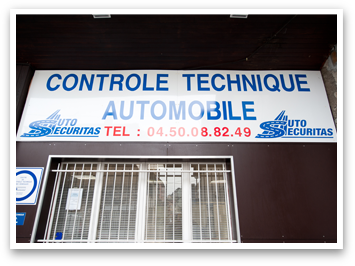 CONTROLE TECHNIQUE
AUTOMOBILE
AUTO SECURITAS
TEL : 04.50.08.82.49
AUTO SECURITAS